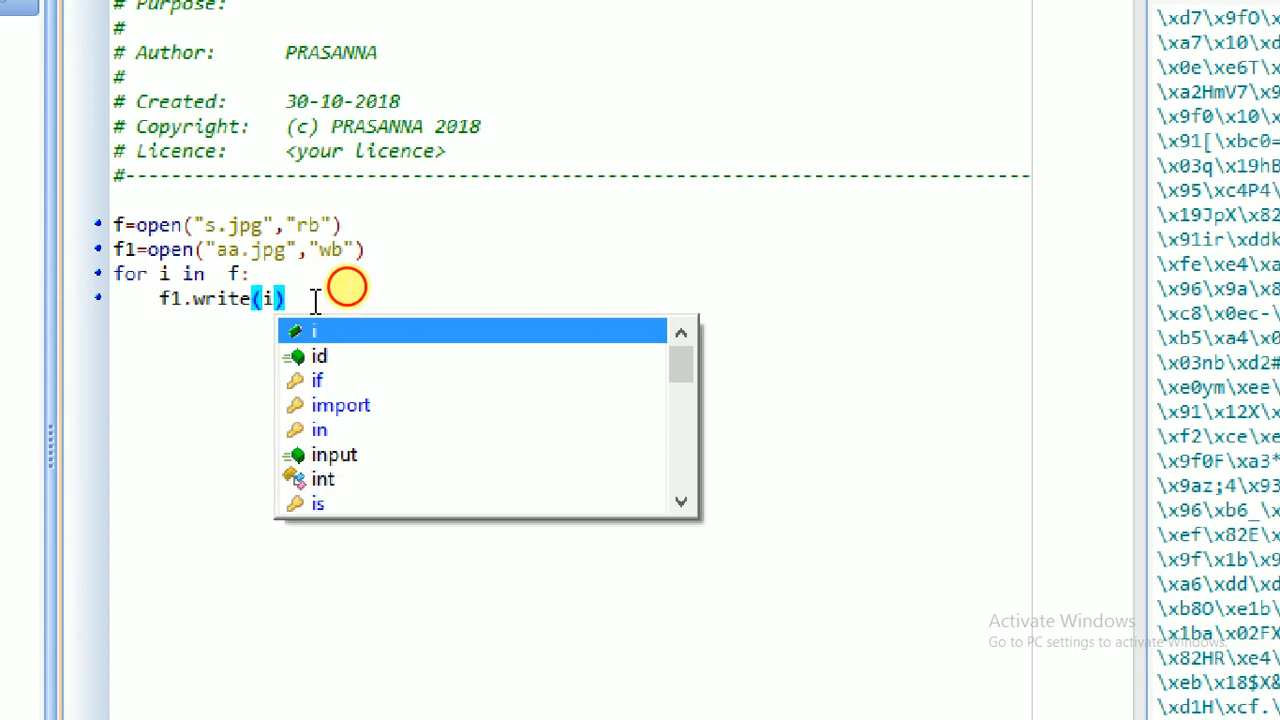 # Purpose:
#
# Author:      PRASANNA
#
# Created:     30-10-2018
# Copyright:   (c) PRASANNA 2018
# Licence:     <your licence>
#-------------------------------------------------------------------------------
f=open("s.jpg","rb")
f1=open("aa.jpg","wb")
for i in  f:
    f1.write(i)
i
id
if
import
in
input
int
is
\xd7\x9fO\x
\xa7\x10\xd
\x0e\xe6T\x
\xa2HmV7\x9
\x9f0\x10\x
\x91[\xbc0=
\x03q\x19hB
\x95\xc4P4\
\x19JpX\x82
\x91ir\xddk
\xfe\xe4\xa
\x96\x9a\x8
\xc8\x0ec-\
\xb5\xa4\x0
\x03nb\xd2#
\xe0ym\xee\
\x91\x12X\x
\xf2\xce\xe
\x9f0F\xa3*
\x9az;4\x93
\x96\xb6_\x
\xef\x82E\x
\x9f\x1b\x9
\xa6\xdd\xd
\xb8O\xe1b\
\x1ba\x02FX
\x82HR\xe4\
\xeb\x18$X&
\xd1H\xcf.\
Activate Windows
Go to PC settings to activate Windows.